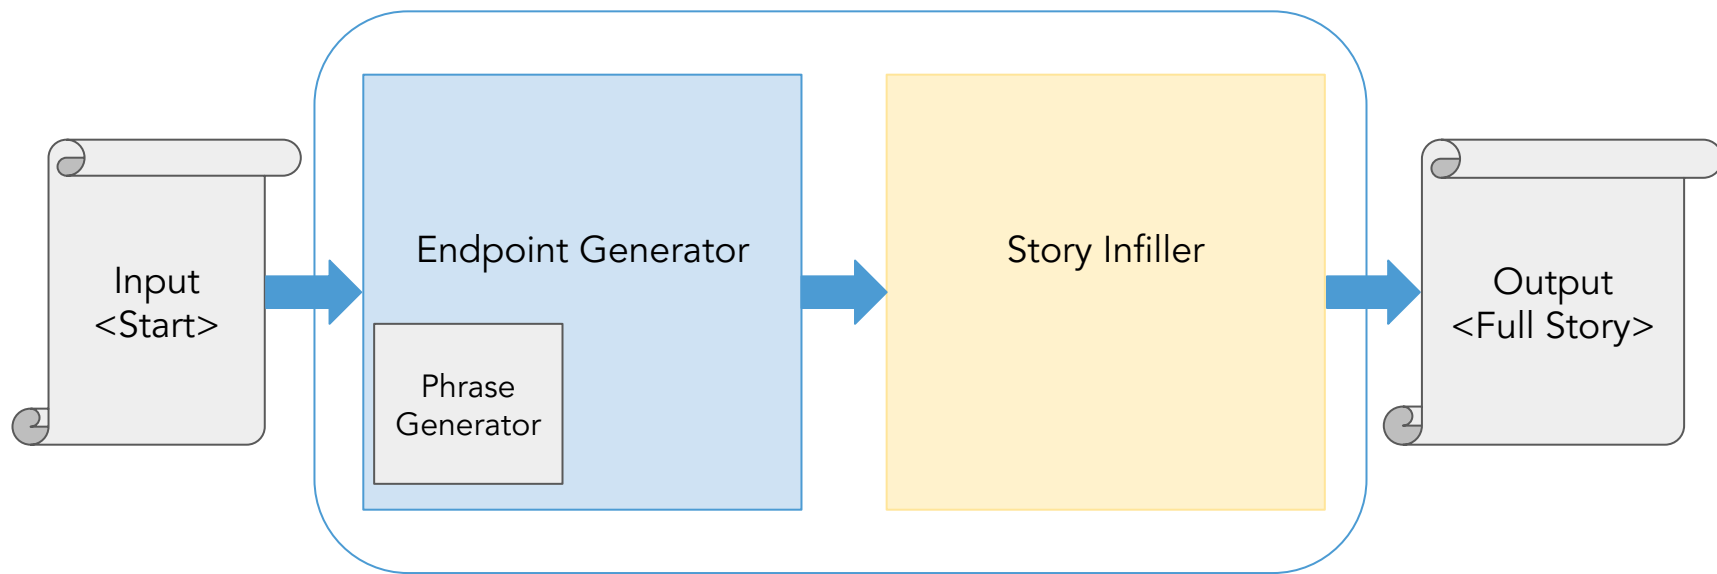 Input
<Start>
Endpoint Generator
Phrase
Generator
Story Infiller
Output
<Full Story>